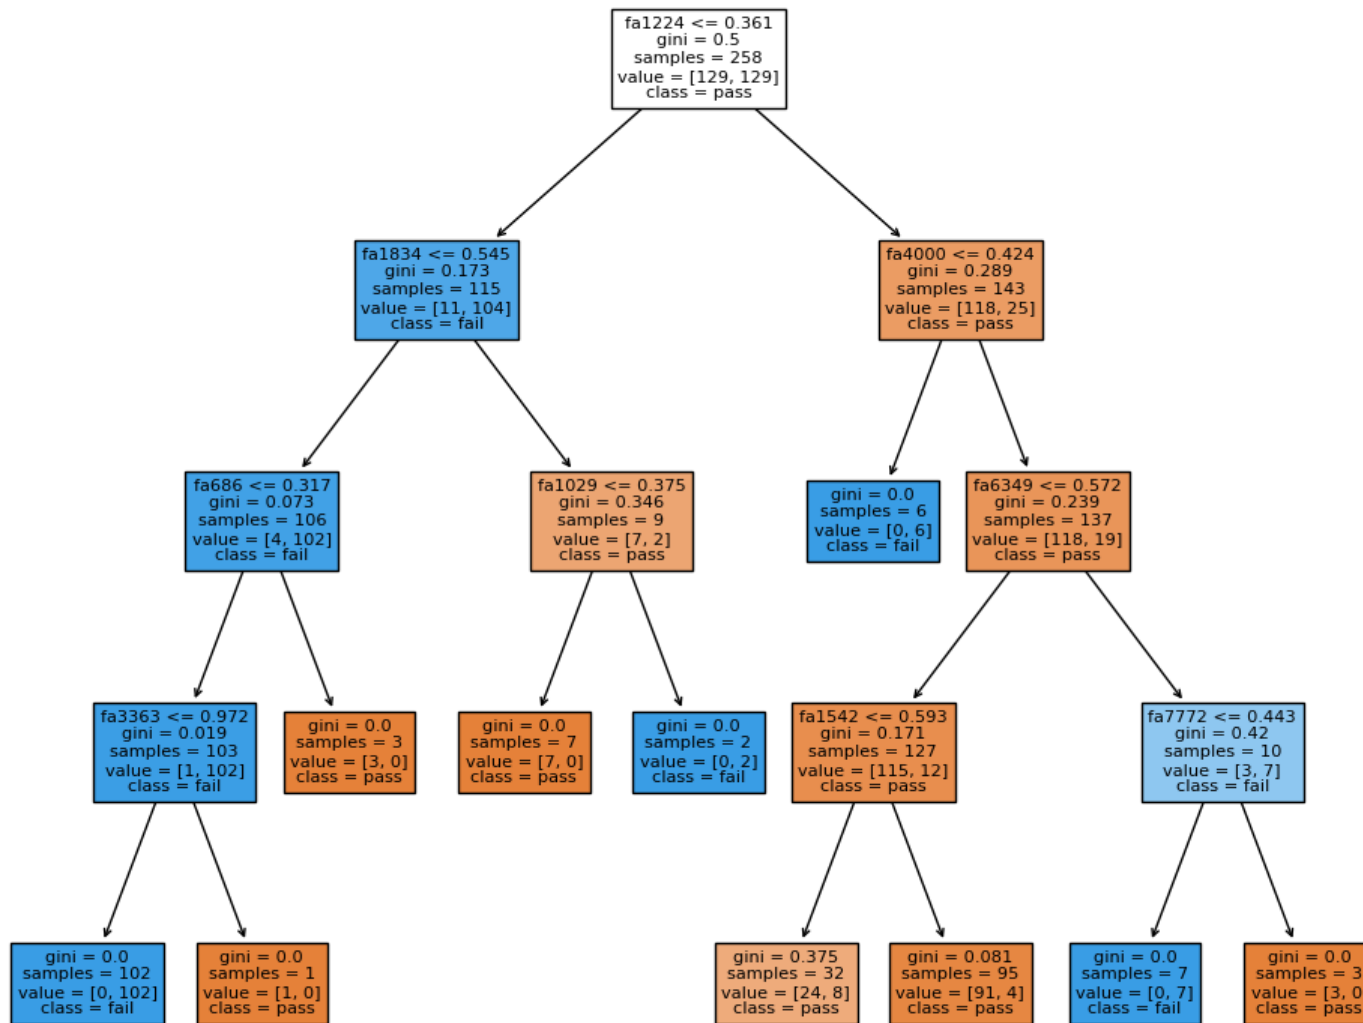 fa1224 <= 0.361
gini = 0.5
samples = 258
value = [129, 129]
class = pass
fa1834 <= 0.545
gini = 0.173
samples = 115
value = [11, 104]
class = fail
fa4000 <= 0.424
gini = 0.289
samples = 143
value = [118, 25]
class = pass
fa686 <= 0.317
gini = 0.073
samples = 106
value = [4, 102]
class = fail
fa1029 <= 0.375
gini = 0.346
samples = 9
value = [7, 2]
class = pass
gini = 0.0
samples = 6
value = [0, 6]
class = fail
fa6349 <= 0.572
gini = 0.239
samples = 137
value = [118, 19]
class = pass
fa3363 <= 0.972
gini = 0.019
samples = 103
value = [1, 102]
class = fail
gini = 0.0
samples = 3
value = [3, 0]
class = pass
gini = 0.0
samples = 7
value = [7, 0]
class = pass
gini = 0.0
samples = 2
value = [0, 2]
class = fail
fa1542 <= 0.593
gini = 0.171
samples = 127
value = [115, 12]
class = pass
fa7772 <= 0.443
gini = 0.42
samples = 10
value = [3, 7]
class = fail
gini = 0.0
samples = 102
value = [0, 102]
class = fail
gini = 0.0
samples = 1
value = [1, 0]
class = pass
gini = 0.375
samples = 32
value = [24, 8]
class = pass
gini = 0.081
samples = 95
value = [91, 4]
class = pass
gini = 0.0
samples = 7
value = [0, 7]
class = fail
gini = 0.0
samples = 3
value = [3, 0
class = pass